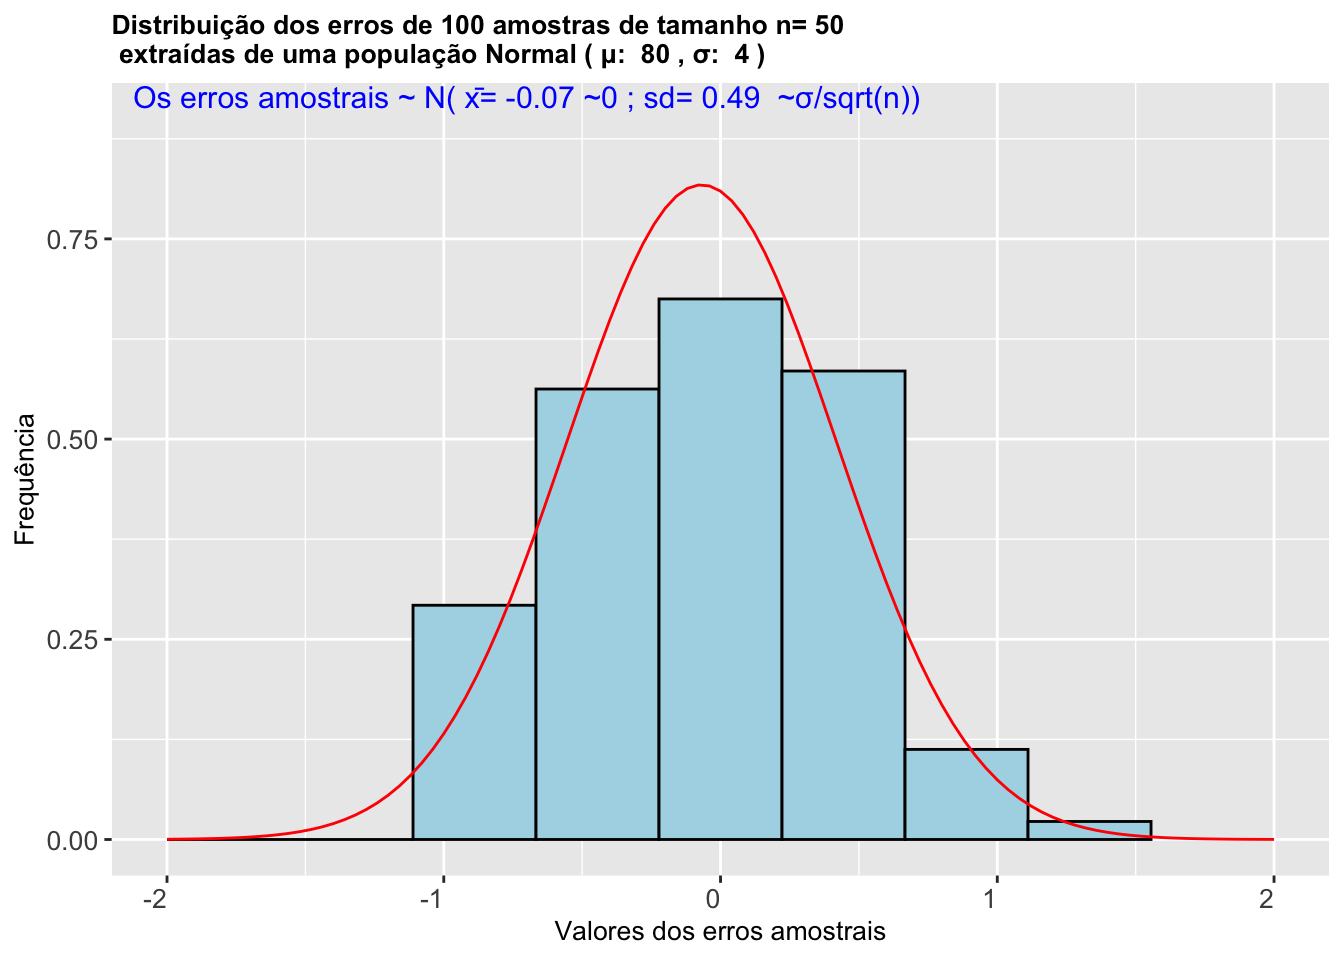 Distribuição dos erros de 100 amostras de tamanho n= 50
extraídas de uma população Normal ( μ:  80 , σ:  4 )
Os erros amostrais ~ N( x̄= -0.07 ~0 ; sd= 0.49  ~σ/sqrt(n))
0.75
0.50
0.25
0.00
Frequência
-2
-1
0
1
2
Valores dos erros amostrais